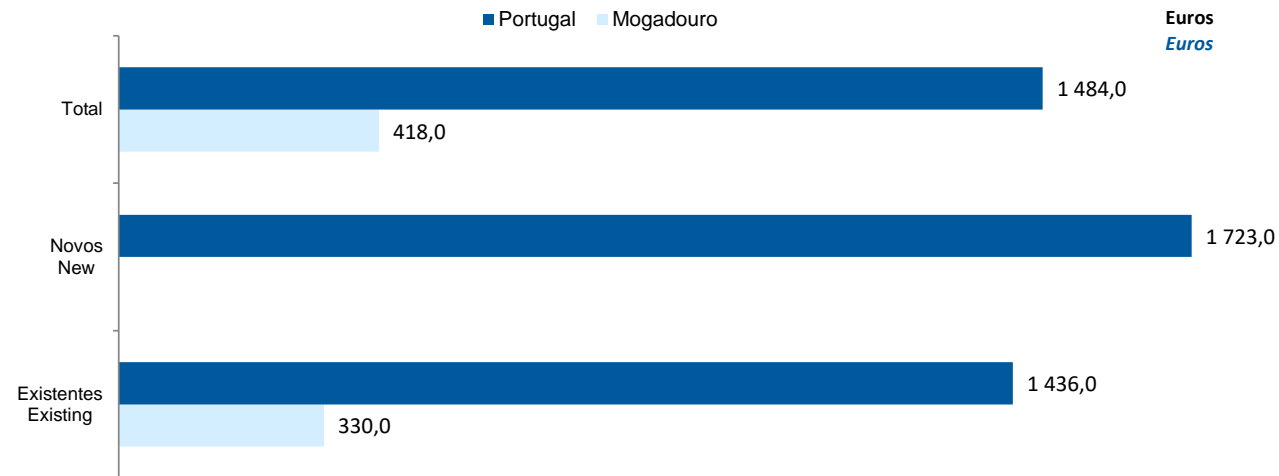 Portugal
Mogadouro
Euros
Euros
Total
1 484,0
418,0
Novos
New
1 723,0
Existentes
Existing
1 436,0
330,0